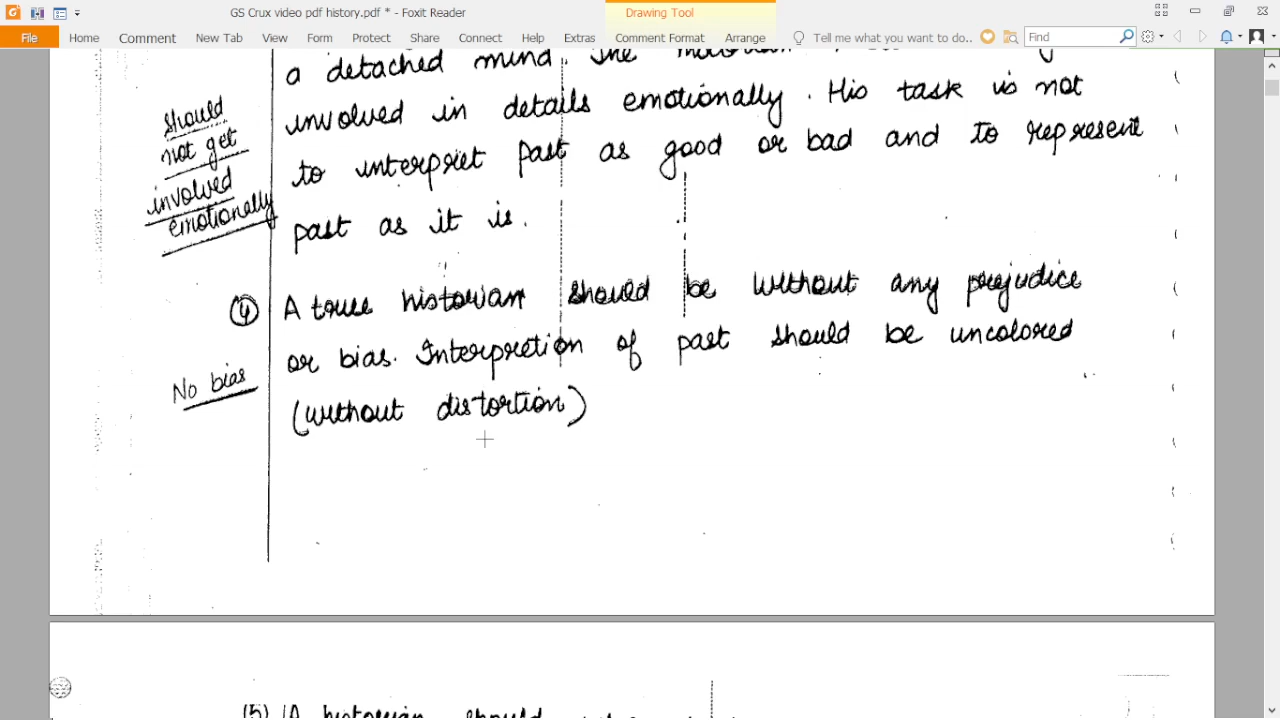 GS Crux video pdf history.pdf * - Foxit Reader
Drawing Tool
File Home Comment New Tab View Form Protect Share Connect Help Extras Comment Format Arrange Tell me what you want to do.. Find
a detached mind. The
involved in details emotionally. His task is not
to interpret past as good or bad and to represent
past as it is.
should
not get
involved
emotionally
(4) A true historian should be without any prejudice
or bias. Interpretion of past should be uncolored
(without distortion)
No bias
(5) A historian should